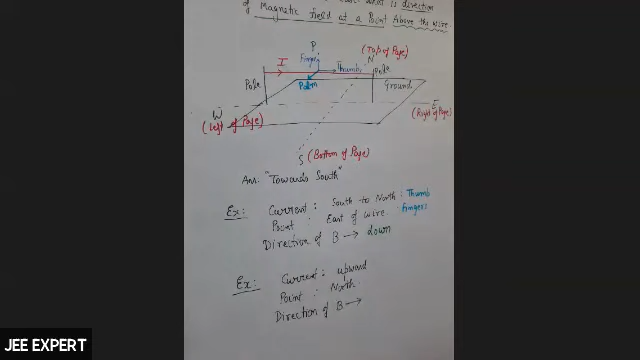 direction
of Magnetic field at a Point Above the wire
P
(Top of Page)
Fingers
N
I
Thumb
Pole
Pole
Palm
Ground
W
E
(Left of Page)
(Right of Page)
S (Bottom of Page)
Ans: "Towards South"
Ex: Current : South to North : Thumb
Point : East of wire : fingers
Direction of B → down
Ex: Current : upward
Point : North
Direction of B →
JEE EXPERT